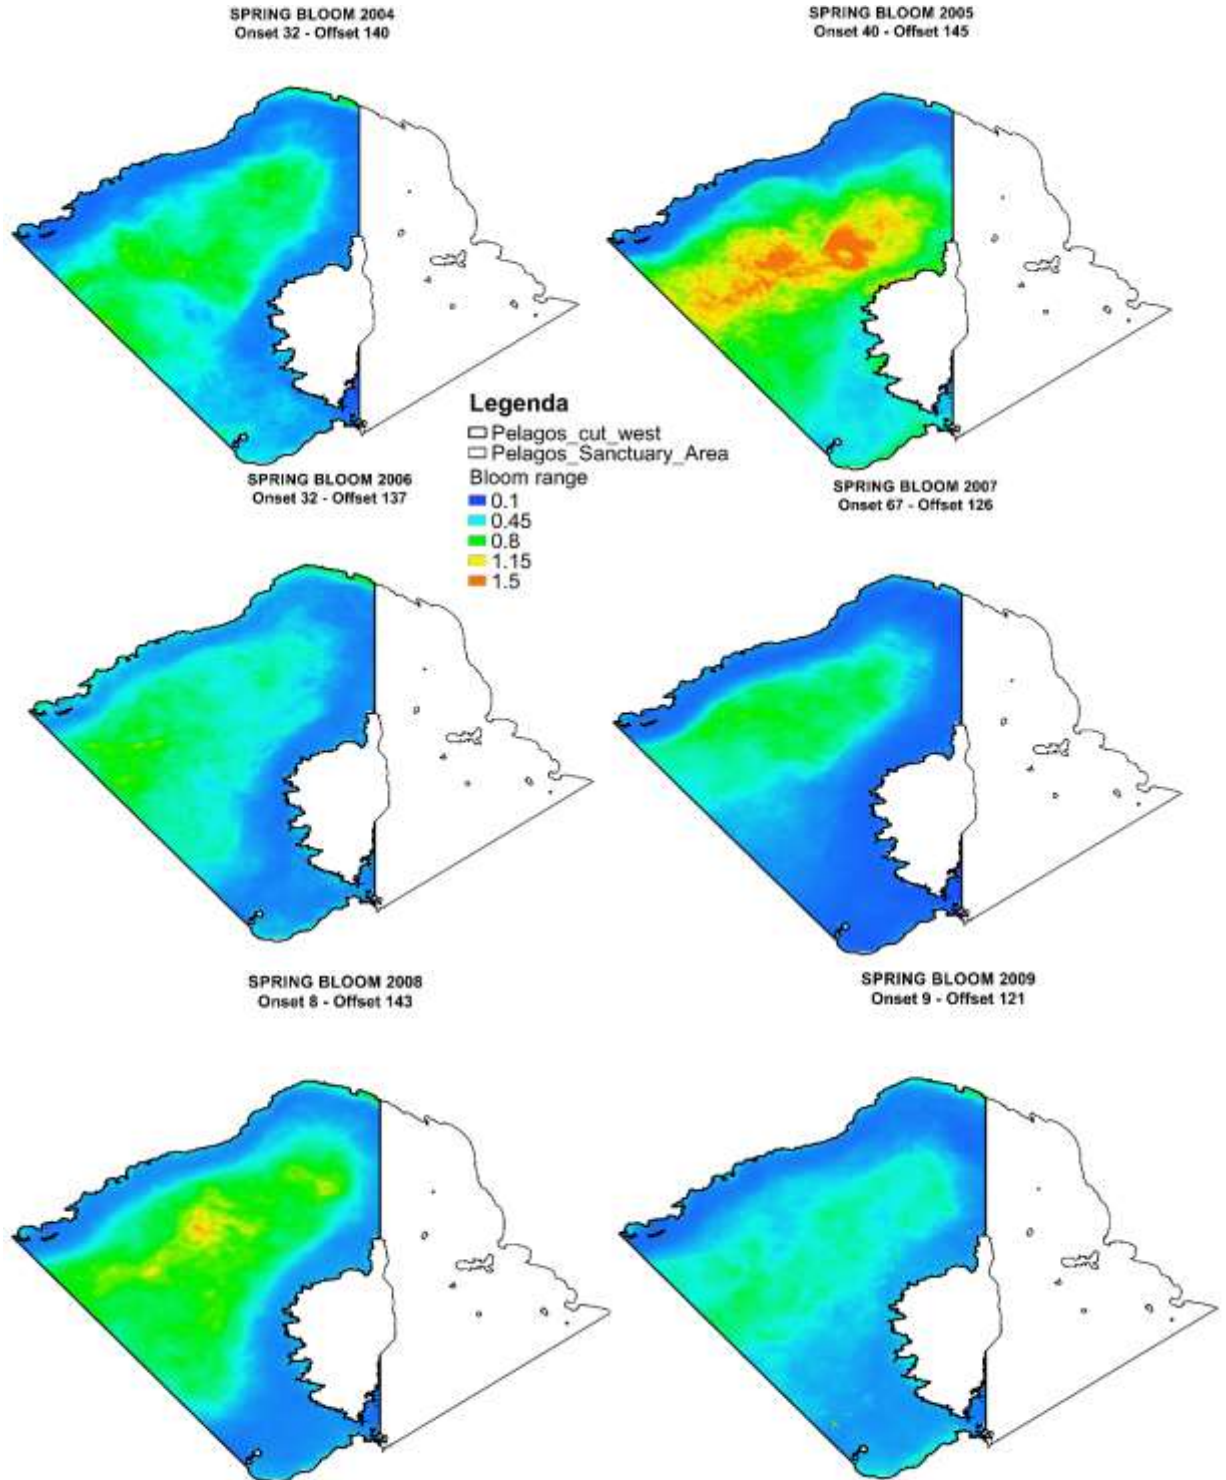 SPRING BLOOM 2004
Onset 32 - Offset 140
SPRING BLOOM 2005
Onset 40 - Offset 145
Legenda
Pelagos_cut_west
Pelagos_Sanctuary_Area
Bloom range
0.1
0.45
0.8
1.15
1.5
SPRING BLOOM 2006
Onset 32 - Offset 137
SPRING BLOOM 2007
Onset 67 - Offset 126
SPRING BLOOM 2008
Onset 8 - Offset 143
SPRING BLOOM 2009
Onset 9 - Offset 121